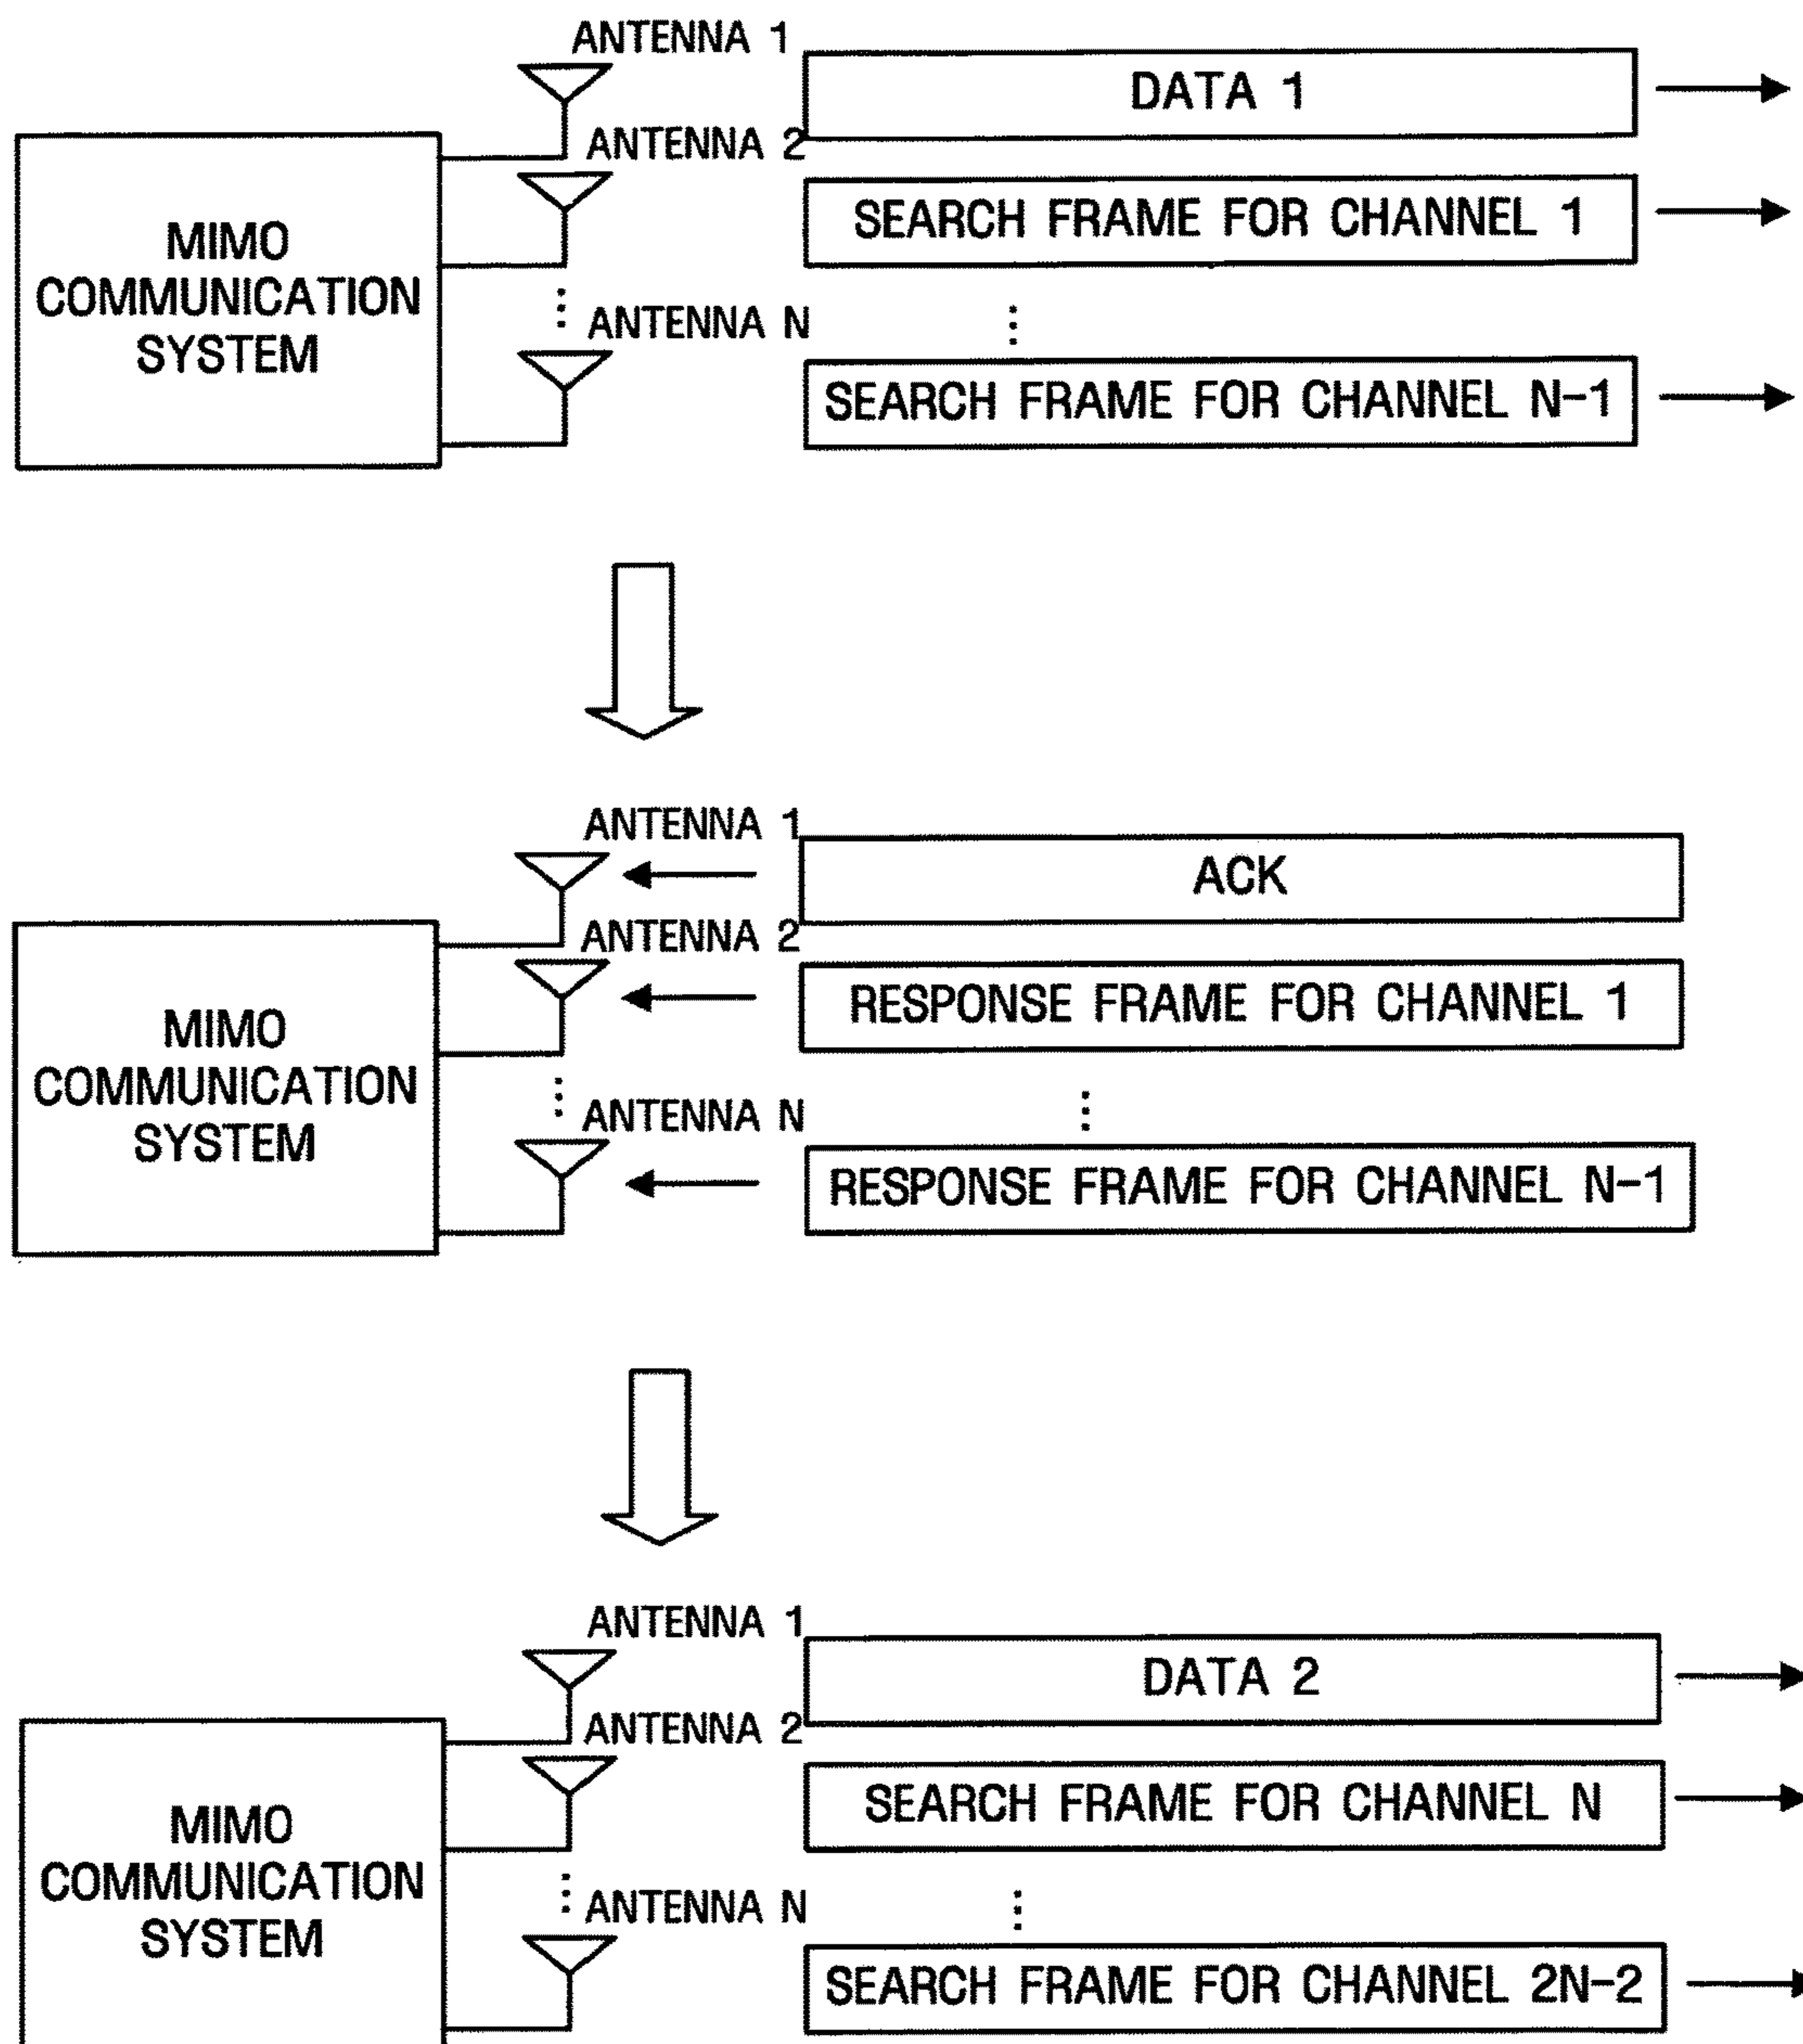 ANTENNA 1
DATA 1
ANTENNA 2
SEARCH FRAME FOR CHANNEL 1
MIMO
COMMUNICATION
SYSTEM
⋮
ANTENNA N
⋮
SEARCH FRAME FOR CHANNEL N-1
ANTENNA 1
ACK
ANTENNA 2
RESPONSE FRAME FOR CHANNEL 1
MIMO
COMMUNICATION
SYSTEM
⋮
ANTENNA N
⋮
RESPONSE FRAME FOR CHANNEL N-1
ANTENNA 1
DATA 2
ANTENNA 2
SEARCH FRAME FOR CHANNEL N
MIMO
COMMUNICATION
SYSTEM
⋮
ANTENNA N
⋮
SEARCH FRAME FOR CHANNEL 2N-2